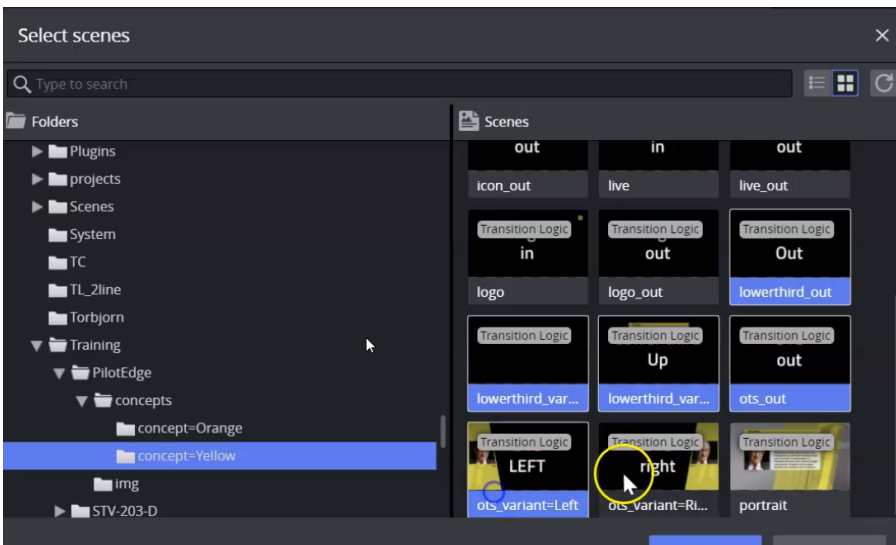 Select scenes
Type to search
Folders
Plugins
projects
Scenes
System
TC
TL_2line
Torbjorn
Training
PilotEdge
concepts
concept=Orange
concept=Yellow
img
STV-203-D
Scenes
out
in
out
icon_out
live
live_out
Transition Logic
Transition Logic
Transition Logic
in
out
Out
logo
logo_out
lowerthird_out
Transition Logic
Transition Logic
Transition Logic
Up
out
lowerthird_var...
lowerthird_var...
ots_out
Transition Logic
Transition Logic
Transition Logic
LEFT
right
ots_variant=Left
ots_variant=Ri...
portrait